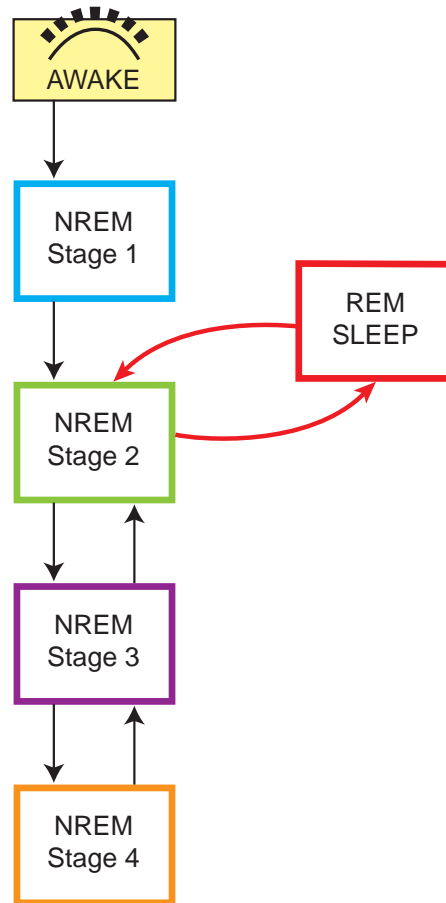 AWAKE
NREM
Stage 1
REM
SLEEP
NREM
Stage 2
NREM
Stage 3
NREM
Stage 4